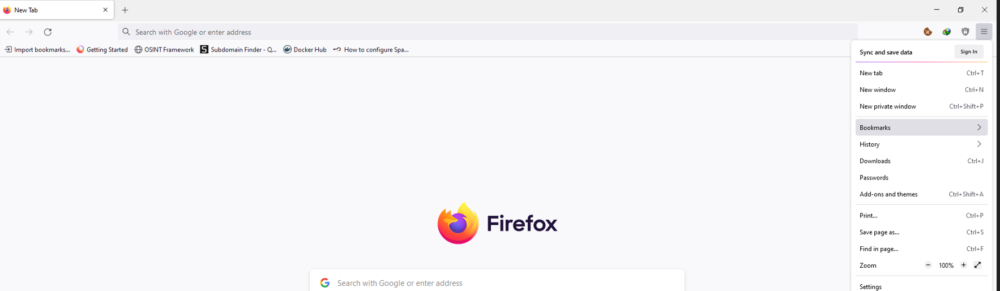 New Tab
Search with Google or enter address
Import bookmarks... Getting Started OSINT Framework Subdomain Finder - Q... Docker Hub How to configure Spa...
Sync and save data Sign In
New tab Ctrl+T
New window Ctrl+N
New private window Ctrl+Shift+P
Bookmarks
History
Downloads Ctrl+J
Passwords
Add-ons and themes Ctrl+Shift+A
Print... Ctrl+P
Save page as... Ctrl+S
Find in page... Ctrl+F
Zoom 100%
Settings
Firefox
Search with Google or enter address